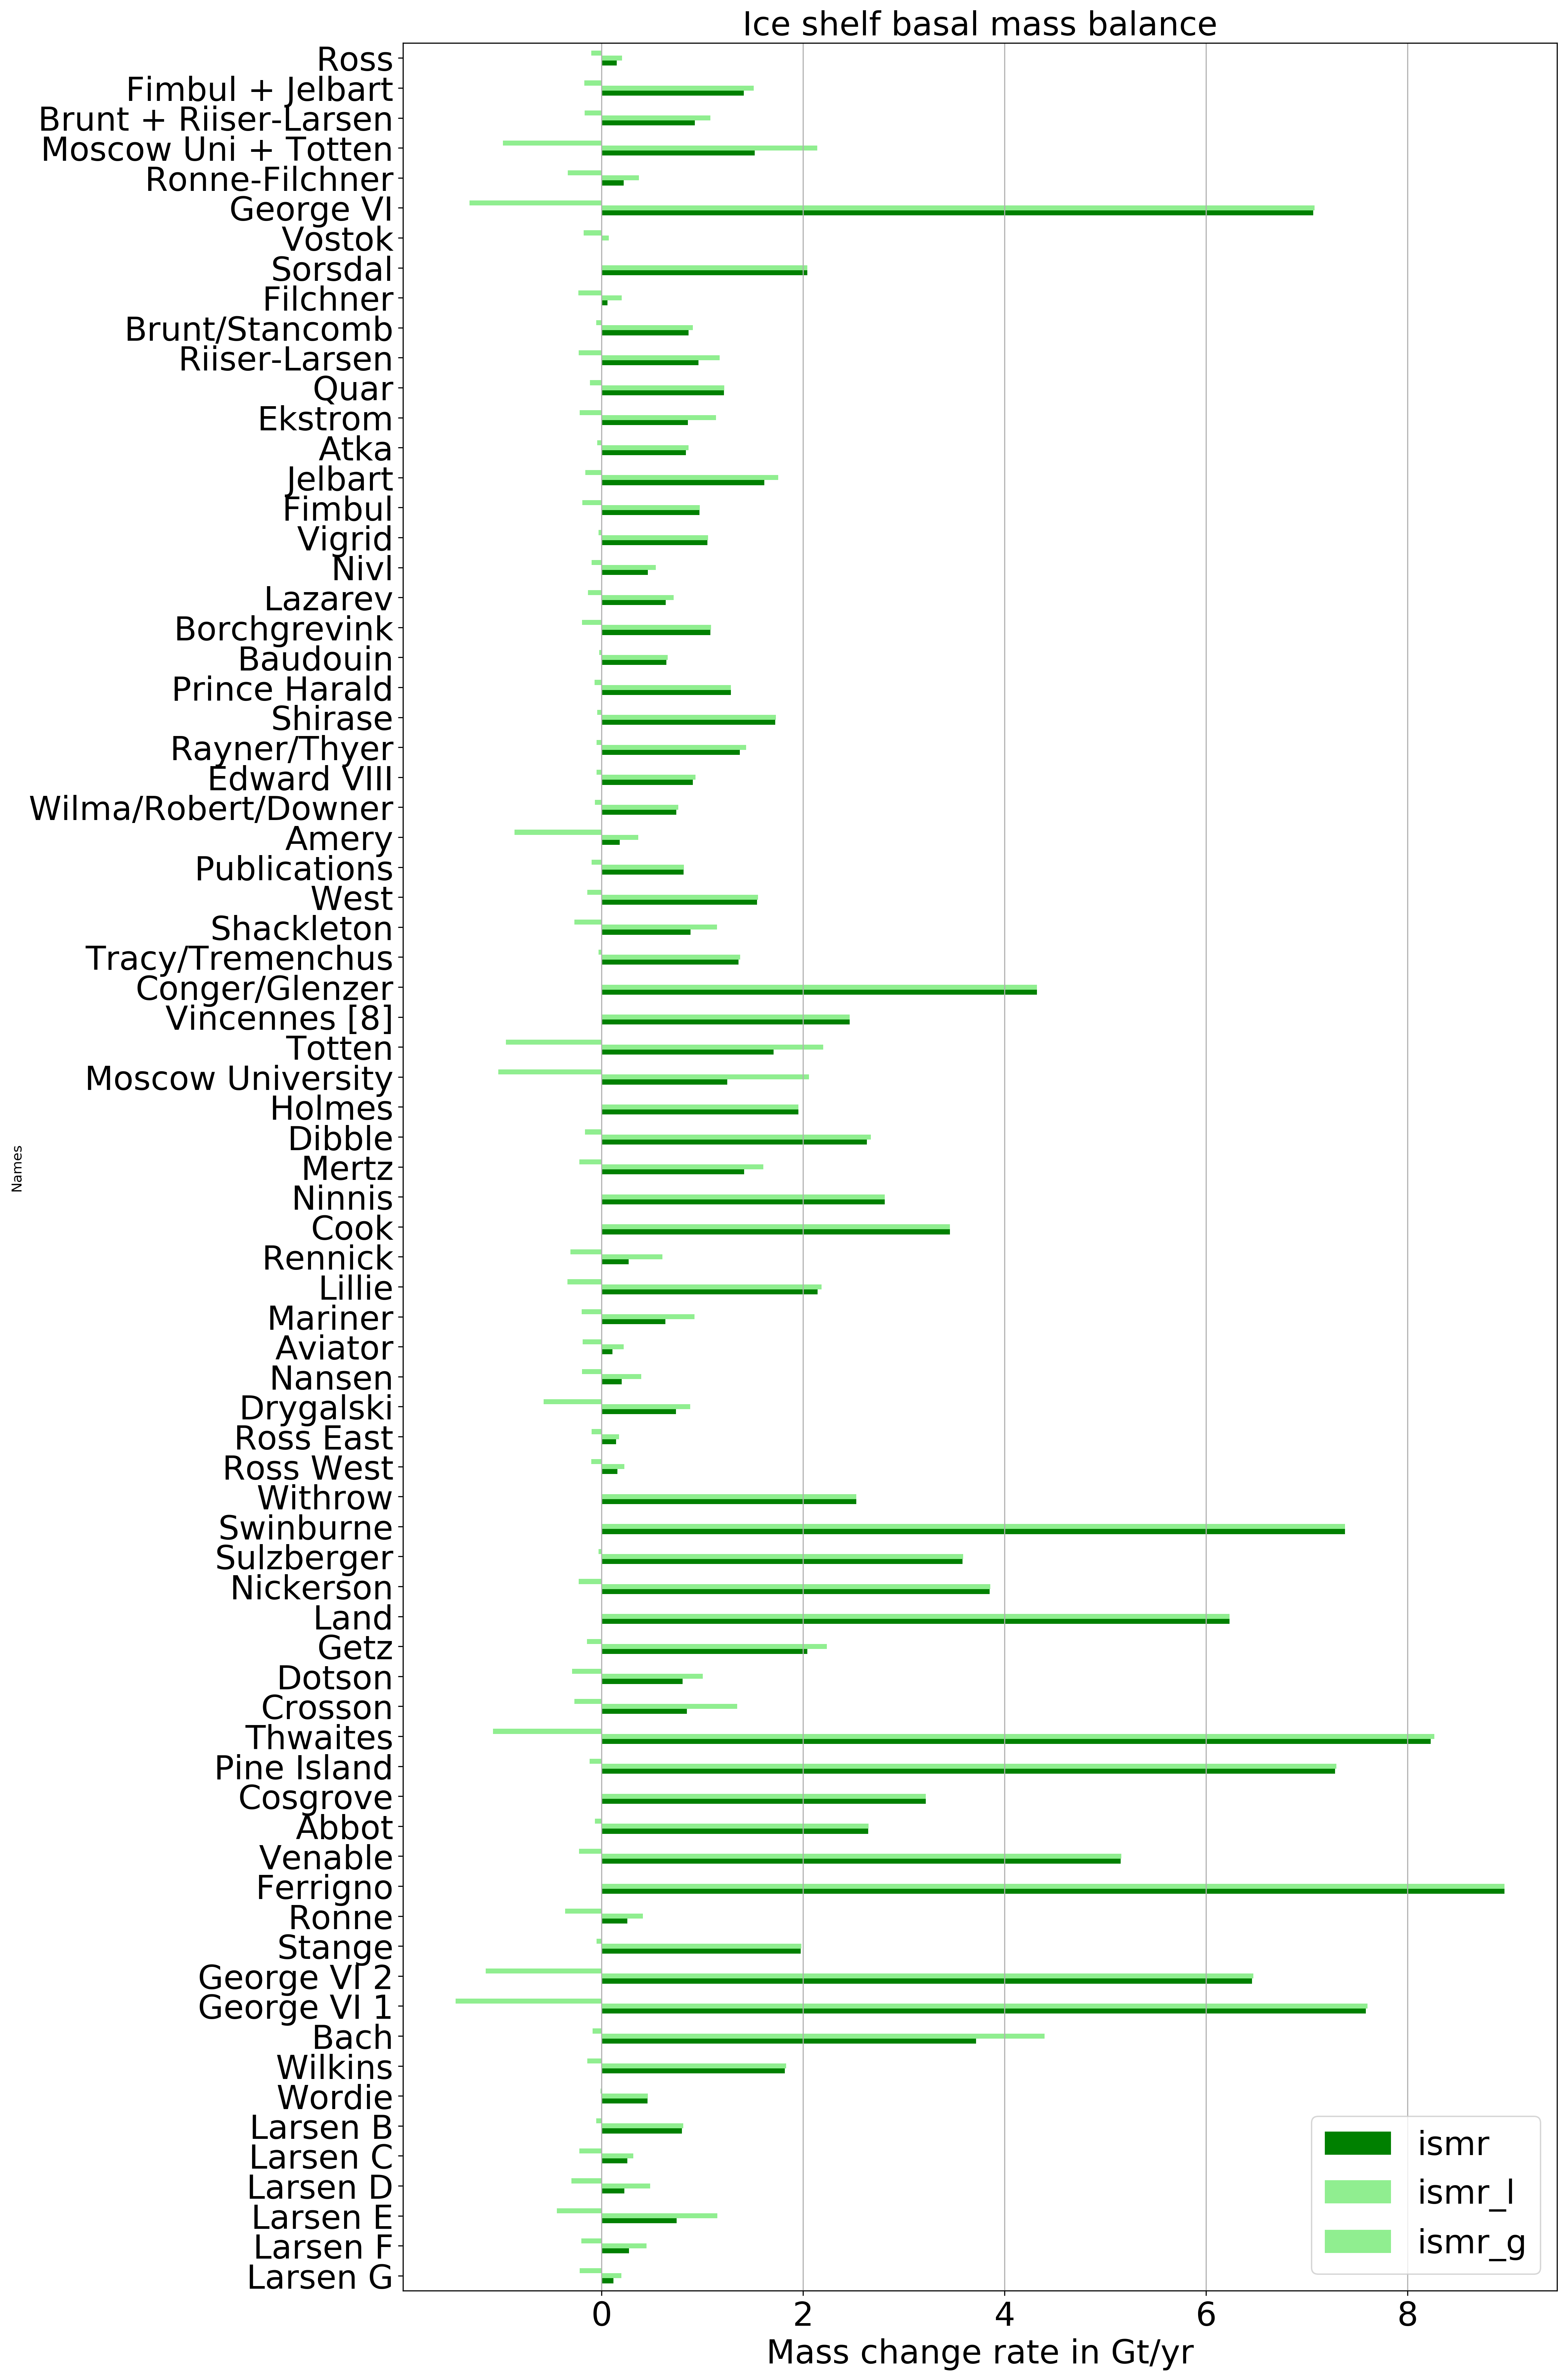 Ice shelf basal mass balance
Ross
Fimbul + Jelbart
Brunt + Riiser-Larsen
Moscow Uni + Totten
Ronne-Filchner
George VI
Vostok
Sorsdal
Filchner
Brunt/Stancomb
Riiser-Larsen
Quar
Ekstrom
Atka
Jelbart
Fimbul
Vigrid
Nivl
Lazarev
Borchgrevink
Baudouin
Prince Harald
Shirase
Rayner/Thyer
Edward VIII
Wilma/Robert/Downer
Amery
Publications
West
Shackleton
Tracy/Tremenchus
Conger/Glenzer
Vincennes [8]
Totten
Moscow University
Holmes
Dibble
Mertz
Ninnis
Cook
Rennick
Lillie
Mariner
Aviator
Nansen
Drygalski
Ross East
Ross West
Withrow
Swinburne
Sulzberger
Nickerson
Land
Getz
Dotson
Crosson
Thwaites
Pine Island
Cosgrove
Abbot
Venable
Ferrigno
Ronne
Stange
George VI 2
George VI 1
Bach
Wilkins
Wordie
Larsen B
Larsen C
Larsen D
Larsen E
Larsen F
Larsen G
Names
ismr
ismr_l
ismr_g
0 2 4 6 8
Mass change rate in Gt/yr